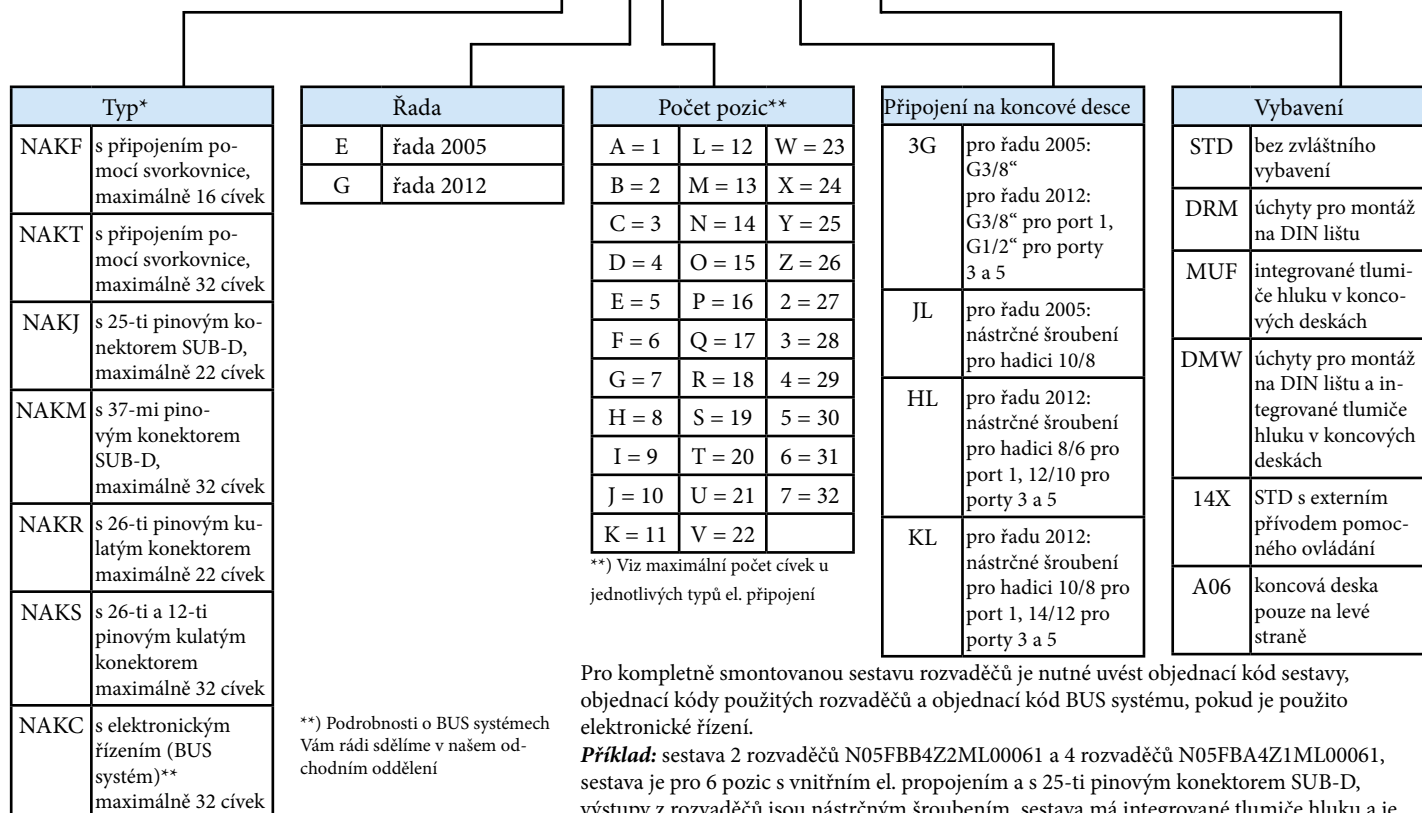 Typ*
NAKF
s připojením po-
mocí svorkovnice,
maximálně 16 cívek
NAKT
s připojením po-
mocí svorkovnice,
maximálně 32 cívek
NAKJ
s 25-ti pinovým ko-
nektorem SUB-D,
maximálně 22 cívek
NAKM
s 37-mi pino-
vým konektorem
SUB-D,
maximálně 32 cívek
NAKR
s 26-ti pinovým ku-
latým konektorem
maximálně 22 cívek
NAKS
s 26-ti a 12-ti
pinovým kulatým
konektorem
maximálně 32 cívek
NAKC
s elektronickým
řízením (BUS
systém)**
maximálně 32 cívek
Řada
E řada 2005
G řada 2012
**) Podrobnosti o BUS systémech
Vám rádi sdělíme v našem od-
chodním oddělení
Počet pozic**
A = 1 L = 12 W = 23
B = 2 M = 13 X = 24
C = 3 N = 14 Y = 25
D = 4 O = 15 Z = 26
E = 5 P = 16 2 = 27
F = 6 Q = 17 3 = 28
G = 7 R = 18 4 = 29
H = 8 S = 19 5 = 30
I = 9 T = 20 6 = 31
J = 10 U = 21 7 = 32
K = 11 V = 22
**) Viz maximální počet cívek u
jednotlivých typů el. připojení
Připojení na koncové desce
3G
pro řadu 2005:
G3/8“
pro řadu 2012:
G3/8“ pro port 1,
G1/2“ pro porty
3 a 5
JL
pro řadu 2005:
nástrčné šroubení
pro hadici 10/8
HL
pro řadu 2012:
nástrčné šroubení
pro hadici 8/6 pro
port 1, 12/10 pro
porty 3 a 5
KL
pro řadu 2012:
nástrčné šroubení
pro hadici 10/8 pro
port 1, 14/12 pro
porty 3 a 5
Vybavení
STD
bez zvláštního
vybavení
DRM
úchyty pro montáž
na DIN lištu
MUF
integrované tlumi-
če hluku v konco-
vých deskách
DMW
úchyty pro montáž
na DIN lištu a in-
tegrované tlumiče
hluku v koncových
deskách
14X
STD s externím
přívodem pomoc-
ného ovládání
A06
koncová deska
pouze na levé
straně
Pro kompletně smontovanou sestavu rozvaděčů je nutné uvést objednací kód sestavy,
objednací kódy použitých rozvaděčů a objednací kód BUS systému, pokud je použito
elektronické řízení.
Příklad: sestava 2 rozvaděčů N05FBB4Z2ML00061 a 4 rozvaděčů N05FBA4Z1ML00061,
sestava je pro 6 pozic s vnitřním el. propojením a s 25-ti pinovým konektorem SUB-D,
výstupy z rozvaděčů jsou nástrčným šroubením, sestava má integrované tlumiče hluku a je